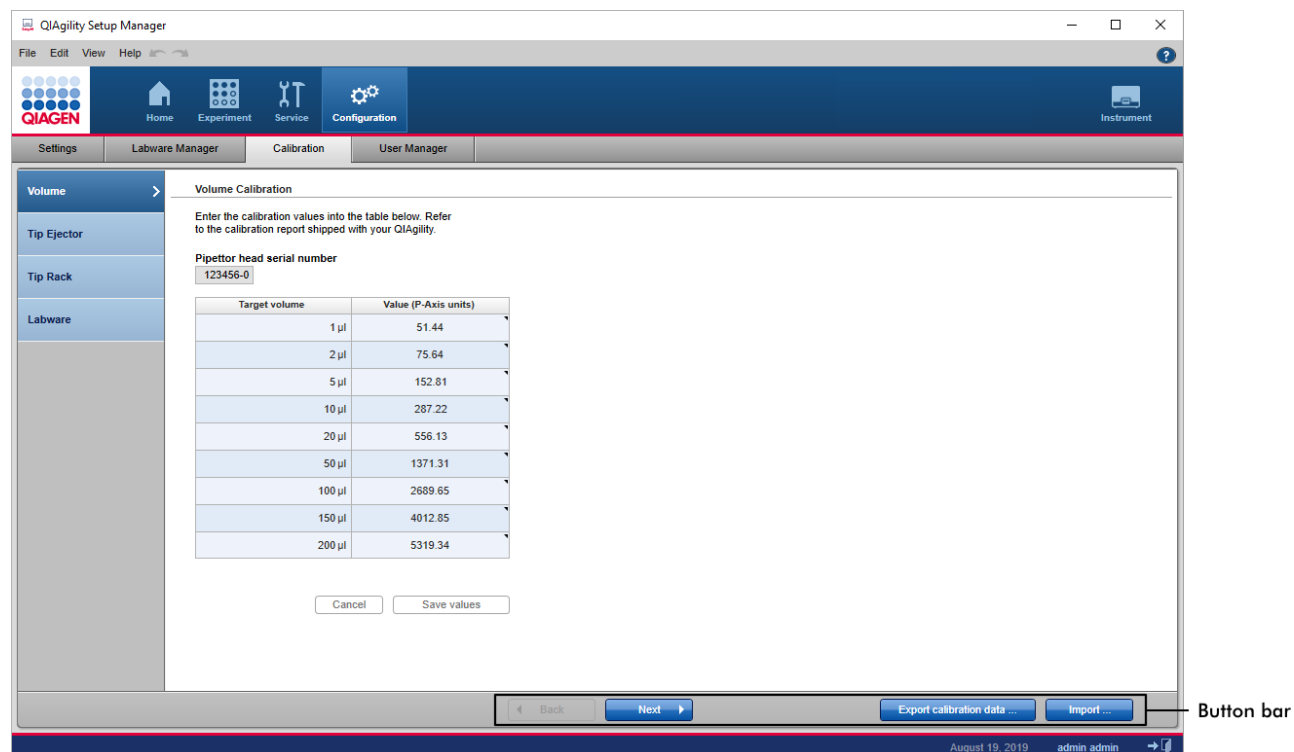 QIAgility Setup Manager
File Edit View Help
?
QIAGEN
Home Experiment Service Configuration Instrument
Settings Labware Manager Calibration User Manager
Volume
Tip Ejector
Tip Rack
Labware
Volume Calibration
Enter the calibration values into the table below. Refer
to the calibration report shipped with your QIAgility.
Pipettor head serial number
123456-0
Target volume Value (P-Axis units)
1 µl 51.44
2 µl 75.64
5 µl 152.81
10 µl 287.22
20 µl 556.13
50 µl 1371.31
100 µl 2689.65
150 µl 4012.85
200 µl 5319.34
Cancel Save values
Back Next Export calibration data ... Import ...
Button bar
August 19, 2019 admin admin